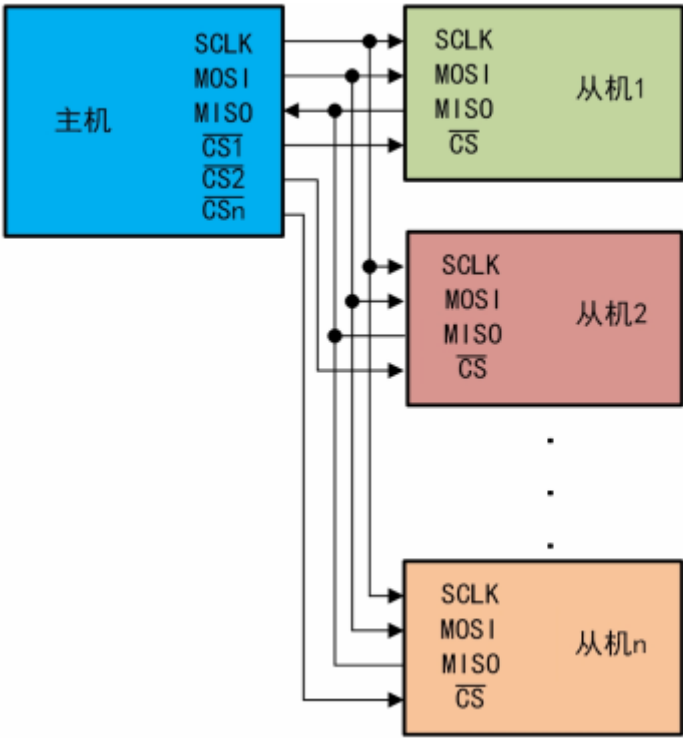 主机
SCLK
MOSI
MISO
CS1
CS2
CSn
SCLK
MOSI
MISO
CS
从机1
SCLK
MOSI
MISO
CS
从机2
SCLK
MOSI
MISO
CS
从机n